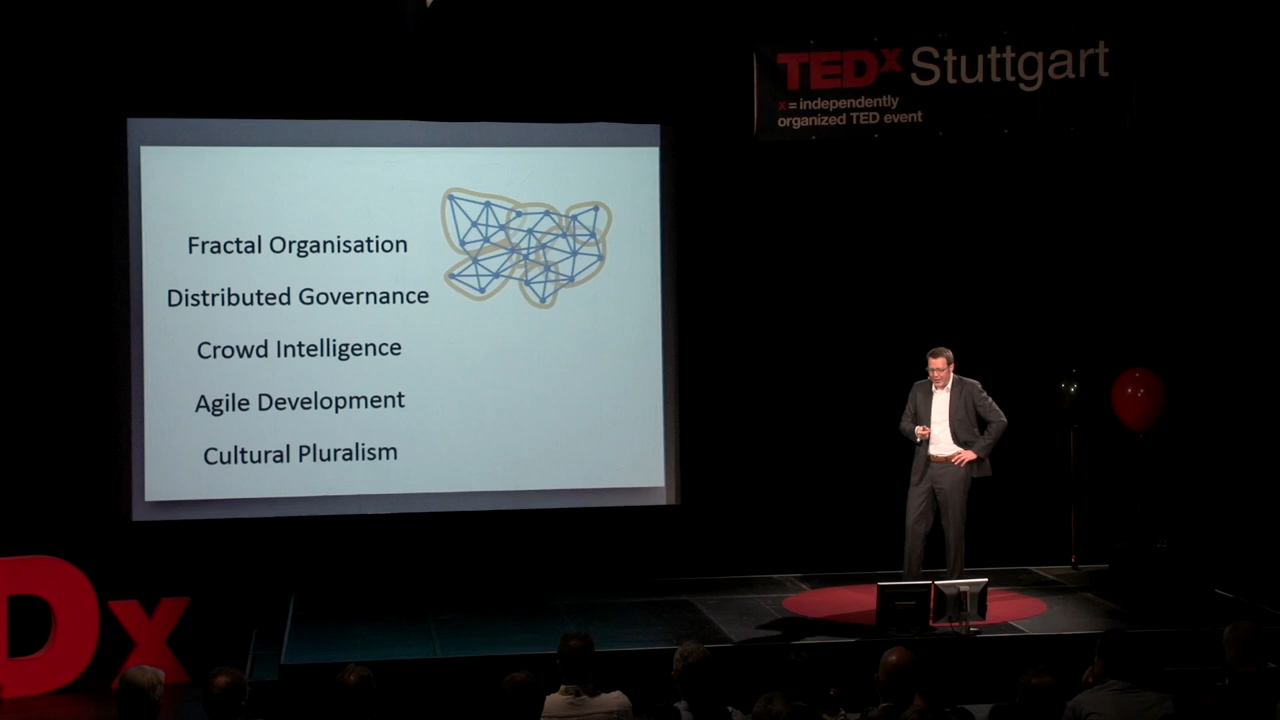 TEDx Stuttgart
x = independently
organized TED event
Fractal Organisation
Distributed Governance
Crowd Intelligence
Agile Development
Cultural Pluralism
Dx